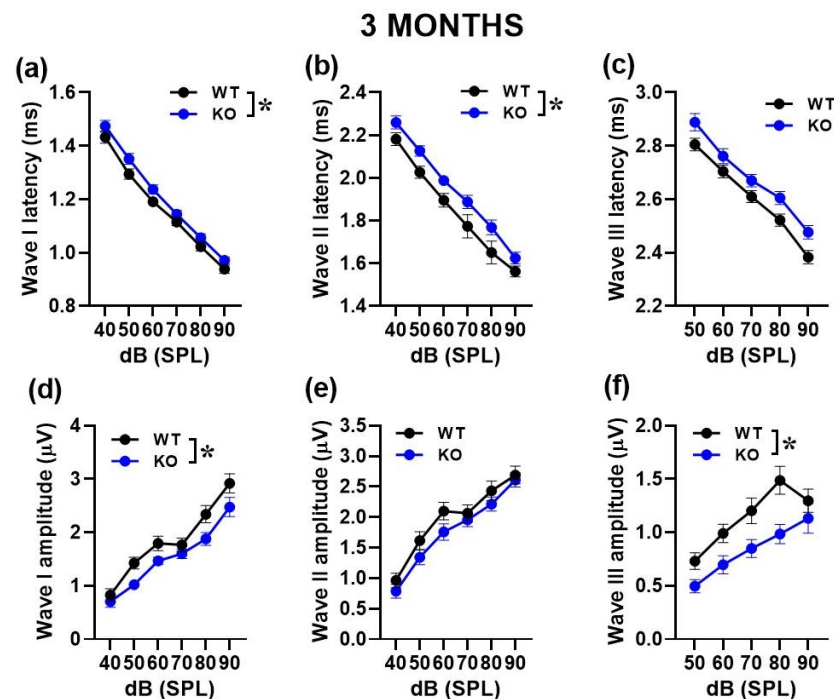 3 MONTHS
(a)
Wave I latency (ms)
1.6
1.4
1.2
1.0
0.8
WT
KO
*
40 50 60 70 80 90
dB (SPL)
(b)
Wave II latency (ms)
2.4
2.2
2.0
1.8
1.6
1.4
WT
KO
*
40 50 60 70 80 90
dB (SPL)
(c)
Wave III latency (ms)
3.0
2.8
2.6
2.4
2.2
WT
KO
50 60 70 80 90
dB (SPL)
(d)
Wave I amplitude (µV)
4
3
2
1
0
WT
KO
*
40 50 60 70 80 90
dB (SPL)
(e)
Wave II amplitude (µV)
3.5
3.0
2.5
2.0
1.5
1.0
0.5
0.0
WT
KO
40 50 60 70 80 90
dB (SPL)
(f)
Wave III amplitude (µV)
2.0
1.5
1.0
0.5
0.0
WT
KO
*
50 60 70 80 90
dB (SPL)